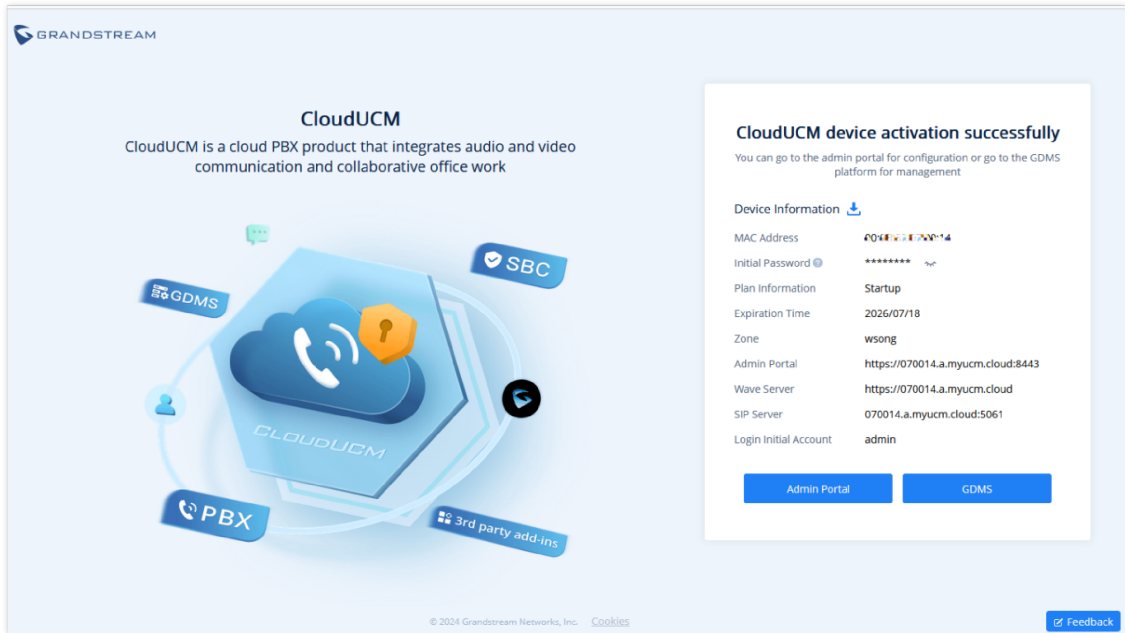 GRANDSTREAM
CloudUCM
CloudUCM is a cloud PBX product that integrates audio and video
communication and collaborative office work
SBC
GDMS
CLOUDUCM
PBX
3rd party add-ins
CloudUCM device activation successfully
You can go to the admin portal for configuration or go to the GDMS
platform for management
Device Information
MAC Address
Initial Password ? ********
Plan Information Startup
Expiration Time 2026/07/18
Zone wsong
Admin Portal https://070014.a.myucm.cloud:8443
Wave Server https://070014.a.myucm.cloud
SIP Server 070014.a.myucm.cloud:5061
Login Initial Account admin
Admin Portal GDMS
© 2024 Grandstream Networks, Inc. Cookies
Feedback